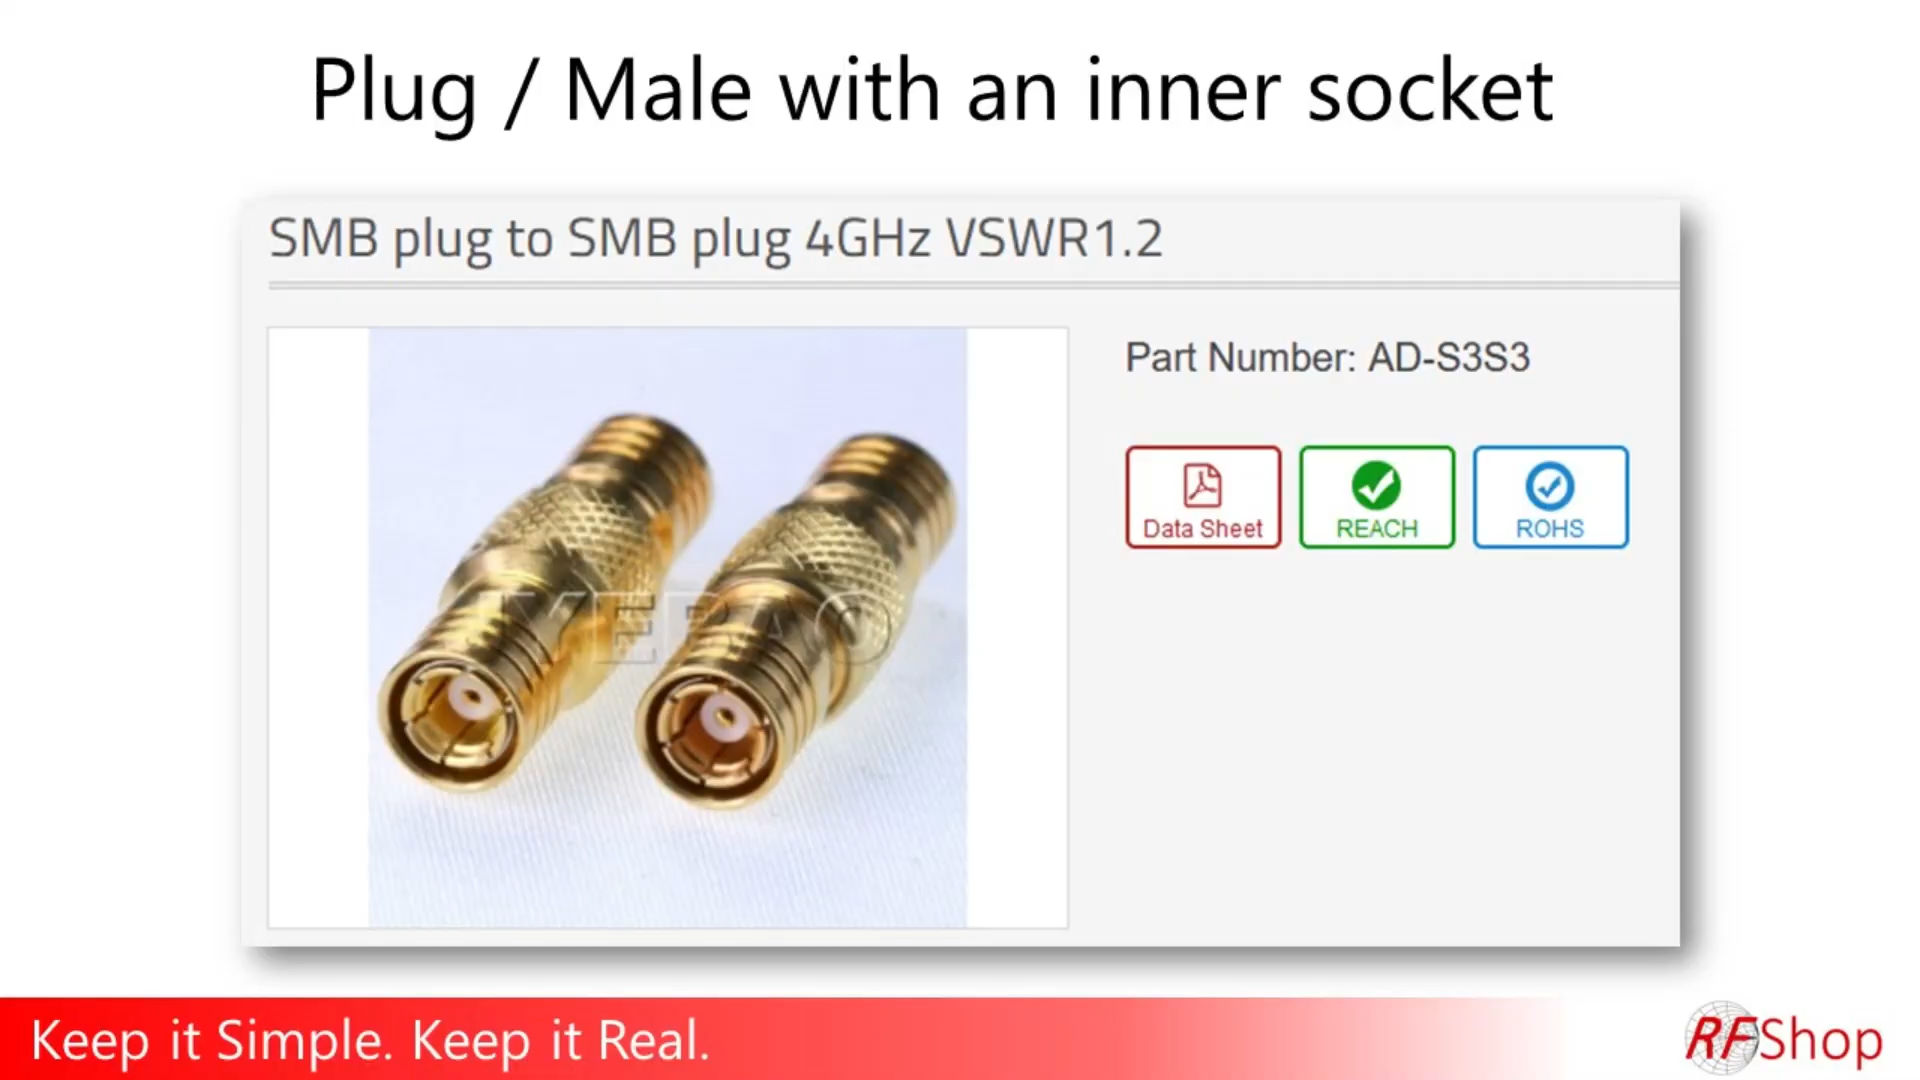 Plug / Male with an inner socket
SMB plug to SMB plug 4GHz VSWR1.2
Part Number: AD-S3S3
Data Sheet
REACH
ROHS
Keep it Simple. Keep it Real.
RFShop